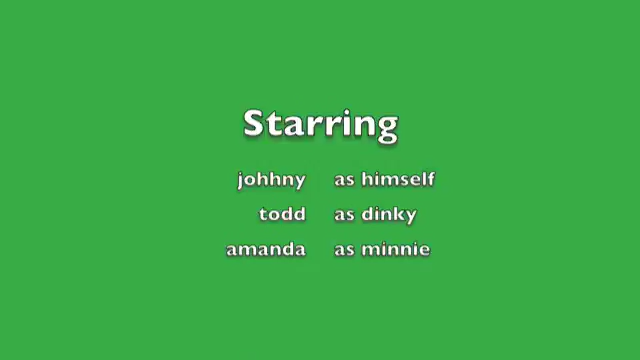 Starring
johhny as himself
todd as dinky
amanda as minnie